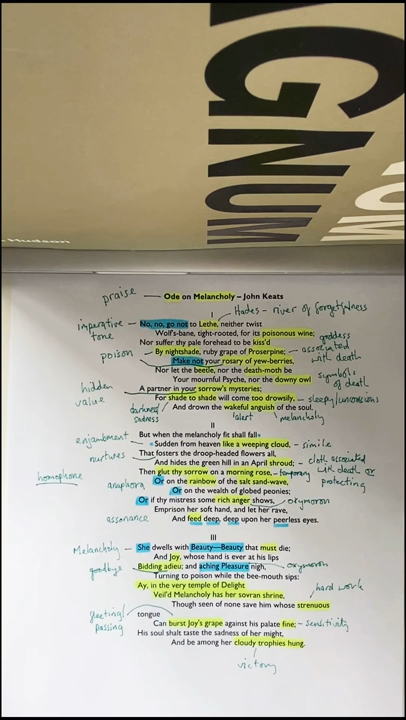 GNUM
Hudson
praise — Ode on Melancholy – John Keats
Hades – river of forgetfulness
imperative tone
No, no, go not to Lethe, neither twist
Wolf's-bane, tight-rooted, for its poisonous wine;
Nor suffer thy pale forehead to be kiss'd
poison
By nightshade, ruby grape of Proserpine; – goddess associated with death
Make not your rosary of yew-berries,
Nor let the beetle, nor the death-moth be
Your mournful Psyche, nor the downy owl
symbols of death
hidden value
A partner in your sorrow's mysteries;
For shade to shade will come too drowsily, – sleepy/unconscious
darkness/ sadness
And drown the wakeful anguish of the soul.
alert
melancholy
II
enjambment –
But when the melancholy fit shall fall
Sudden from heaven like a weeping cloud, – simile
nurtures –
That fosters the droop-headed flowers all,
And hides the green hill in an April shroud; – cloth associated with death or protecting
homophone
Then glut thy sorrow on a morning rose, – temporary
anaphora
Or on the rainbow of the salt sand-wave,
Or on the wealth of globed peonies;
Or if thy mistress some rich anger shows, – oxymoron
Emprison her soft hand, and let her rave,
assonance
And feed deep, deep upon her peerless eyes.
III
Melancholy –
She dwells with Beauty—Beauty that must die;
And Joy, whose hand is ever at his lips
goodbye
Bidding adieu; and aching Pleasure nigh, – oxymoron
Turning to poison while the bee-mouth sips:
Ay, in the very temple of Delight
hard work
Veil'd Melancholy has her sovran shrine,
Though seen of none save him whose strenuous
fleeting/ passing
tongue
Can burst Joy's grape against his palate fine; – sensitivity
His soul shalt taste the sadness of her might,
And be among her cloudy trophies hung.
victory